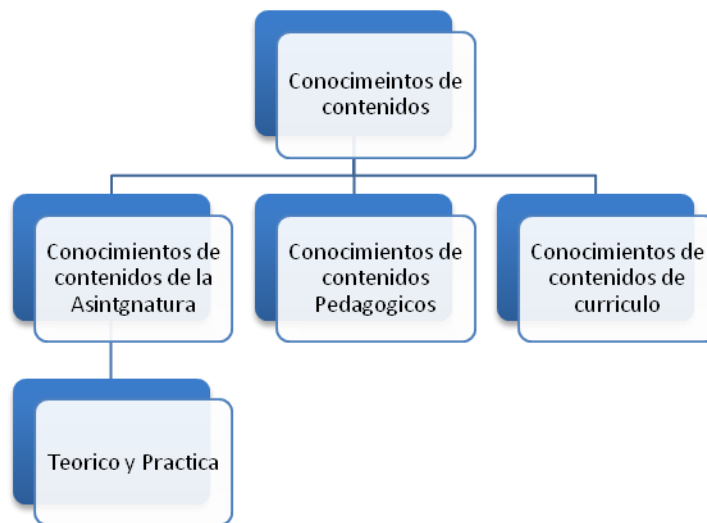 Conocimeintos de
contenidos
Conocimientos de
contenidos de la
Asintgnatura
Conocimientos de
contenidos
Pedagogicos
Conocimientos de
contenidos de
curriculo
Teorico y Practica